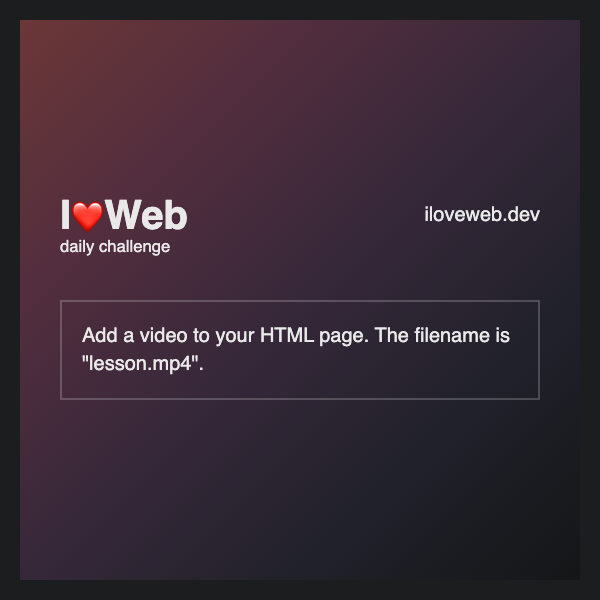 I❤️Web
iloveweb.dev
daily challenge
Add a video to your HTML page. The filename is
"lesson.mp4".